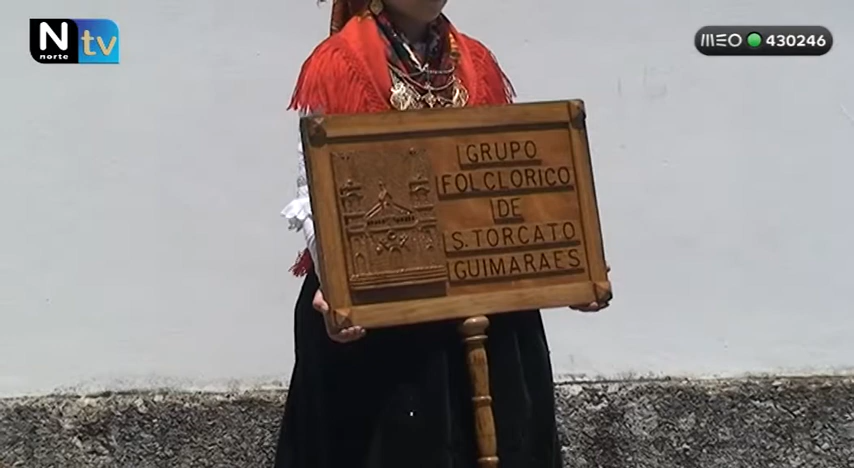 N tv
norte
MEO 430246
GRUPO
FOLCLORICO
DE
S. TORCATO
GUIMARAES